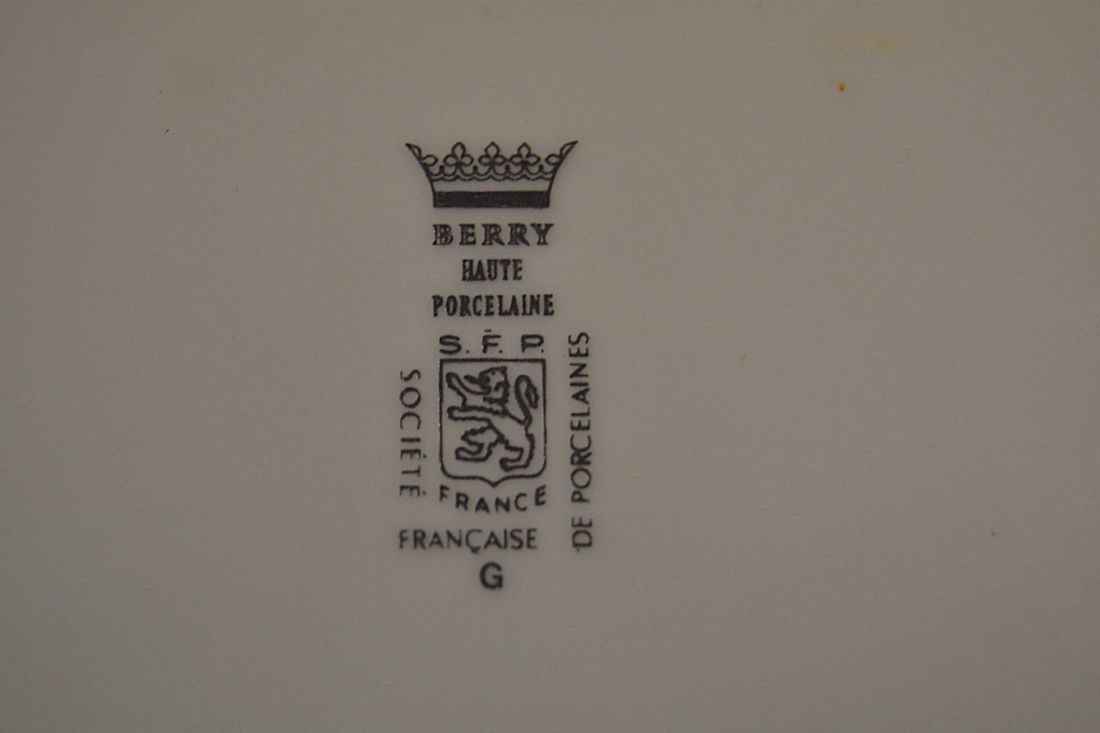 BERRY
HAUTE
PORCELAINE
S. F. P.
SOCIÉTÉ
FRANCE
FRANÇAISE
DE PORCELAINES
G